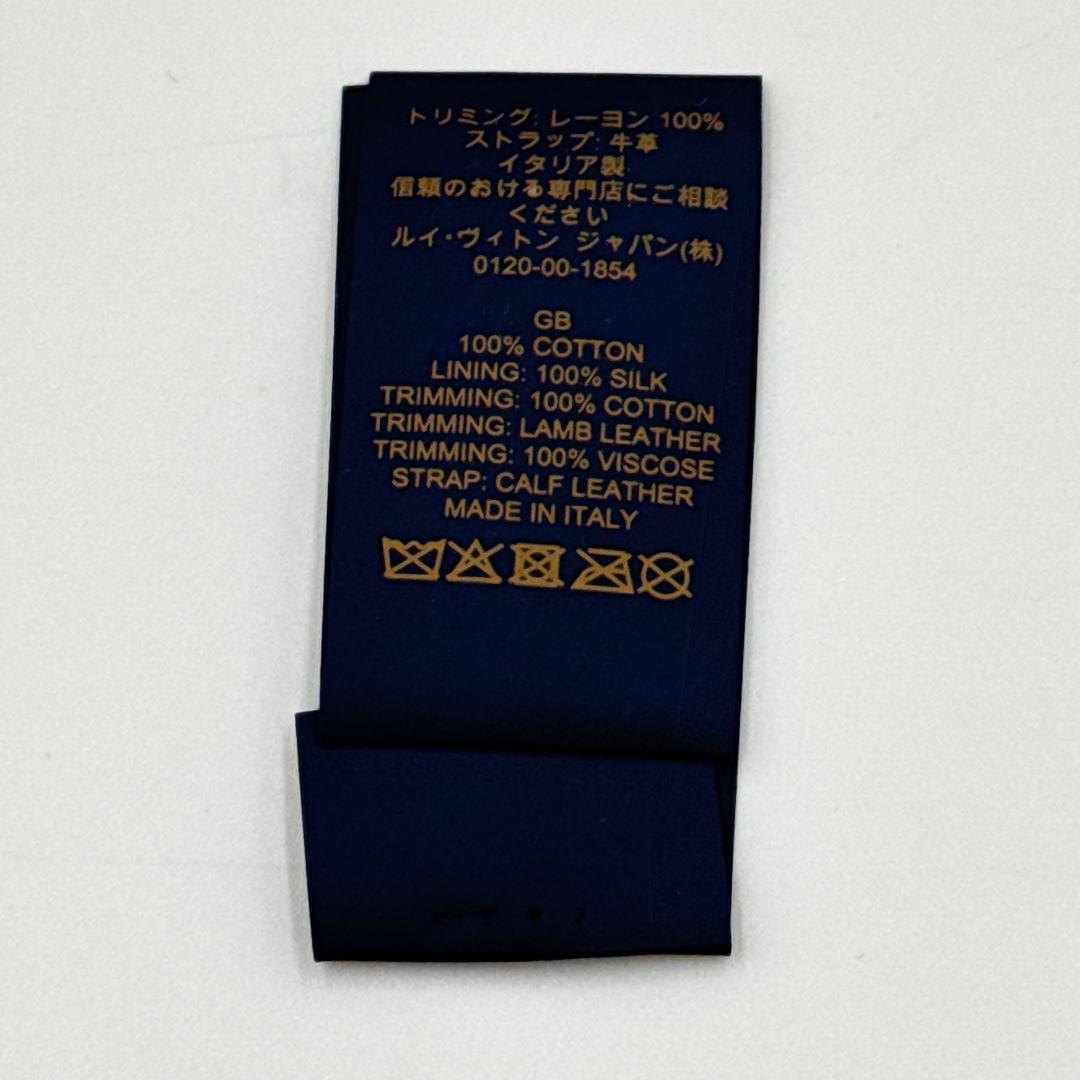 トリミング: レーヨン 100%
ストラップ: 牛革
イタリア製
信頼のおける専門店にご相談
ください
ルイ・ヴィトン ジャパン(株)
0120-00-1854
GB
100% COTTON
LINING: 100% SILK
TRIMMING: 100% COTTON
TRIMMING: LAMB LEATHER
TRIMMING: 100% VISCOSE
STRAP: CALF LEATHER
MADE IN ITALY